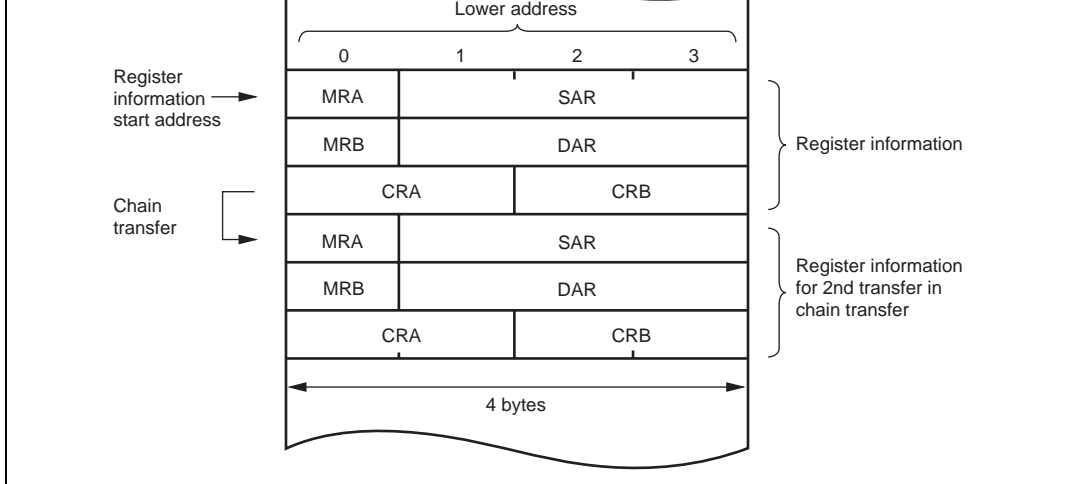 Lower address
0 1 2 3
Register
information
start address
MRA SAR
MRB DAR
Register information
CRA CRB
Chain
transfer
MRA SAR
MRB DAR
Register information
for 2nd transfer in
chain transfer
CRA CRB
4 bytes